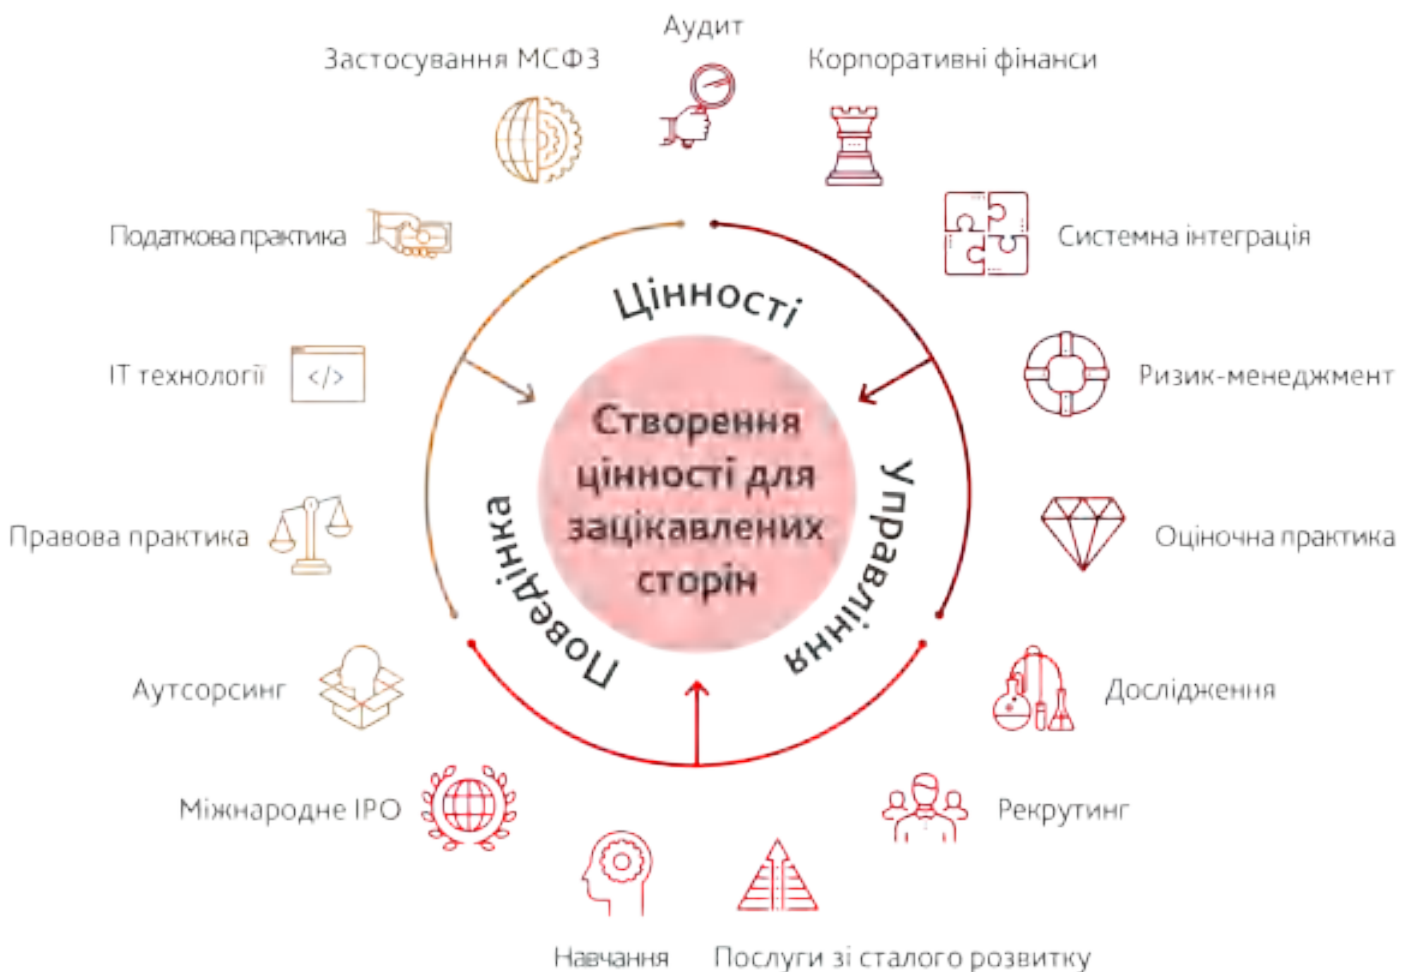 Аудит
Застосування МСФЗ
Корпоративні фінанси
Податкова практика
Системна інтеграція
Цінності
ІТ технології
</>
Ризик-менеджмент
Створення
цінності для
зацікавлених
сторін
Поведінка
Управління
Правова практика
Оціночна практика
Аутсорсинг
Дослідження
Міжнародне IPO
Рекрутинг
Навчання
Послуги зі сталого розвитку